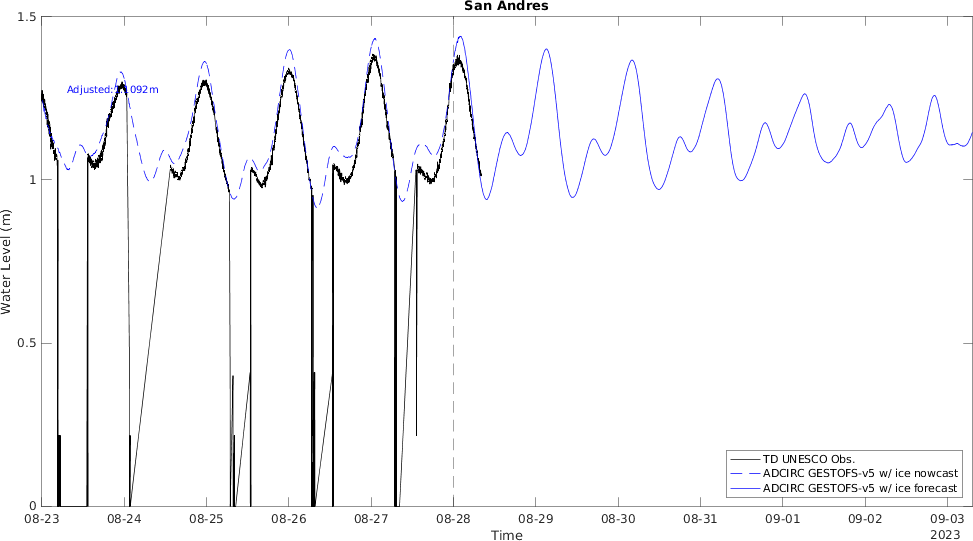 San Andres
1.5
1
0.5
0
Water Level (m)
Adjusted: 092m
TD UNESCO Obs.
ADCIRC GESTOFS-v5 w/ ice nowcast
ADCIRC GESTOFS-v5 w/ ice forecast
08-23 08-24 08-25 08-26 08-27 08-28 08-29 08-30 08-31 09-01 09-02 09-03
Time
2023